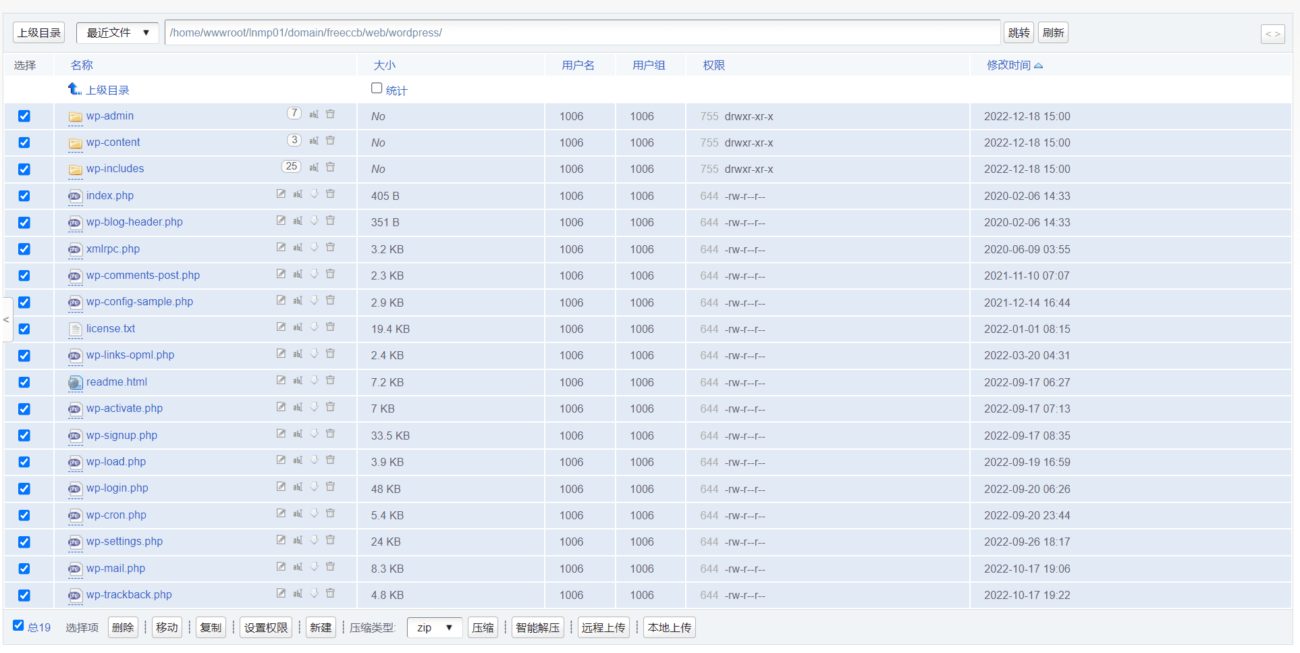 上级目录 最近文件 ▼ /home/wwwroot/lnmp01/domain/freeccb/web/wordpress/ 跳转 刷新 < >
选择 名称 大小 用户名 用户组 权限 修改时间
上级目录 统计
wp-admin 7 No 1006 1006 755 drwxr-xr-x 2022-12-18 15:00
wp-content 3 No 1006 1006 755 drwxr-xr-x 2022-12-18 15:00
wp-includes 25 No 1006 1006 755 drwxr-xr-x 2022-12-18 15:00
index.php 405 B 1006 1006 644 -rw-r--r-- 2020-02-06 14:33
wp-blog-header.php 351 B 1006 1006 644 -rw-r--r-- 2020-02-06 14:33
xmlrpc.php 3.2 KB 1006 1006 644 -rw-r--r-- 2020-06-09 03:55
wp-comments-post.php 2.3 KB 1006 1006 644 -rw-r--r-- 2021-11-10 07:07
wp-config-sample.php 2.9 KB 1006 1006 644 -rw-r--r-- 2021-12-14 16:44
license.txt 19.4 KB 1006 1006 644 -rw-r--r-- 2022-01-01 08:15
wp-links-opml.php 2.4 KB 1006 1006 644 -rw-r--r-- 2022-03-20 04:31
readme.html 7.2 KB 1006 1006 644 -rw-r--r-- 2022-09-17 06:27
wp-activate.php 7 KB 1006 1006 644 -rw-r--r-- 2022-09-17 07:13
wp-signup.php 33.5 KB 1006 1006 644 -rw-r--r-- 2022-09-17 08:35
wp-load.php 3.9 KB 1006 1006 644 -rw-r--r-- 2022-09-19 16:59
wp-login.php 48 KB 1006 1006 644 -rw-r--r-- 2022-09-20 06:26
wp-cron.php 5.4 KB 1006 1006 644 -rw-r--r-- 2022-09-20 23:44
wp-settings.php 24 KB 1006 1006 644 -rw-r--r-- 2022-09-26 18:17
wp-mail.php 8.3 KB 1006 1006 644 -rw-r--r-- 2022-10-17 19:06
wp-trackback.php 4.8 KB 1006 1006 644 -rw-r--r-- 2022-10-17 19:22
总19 选择项 删除 移动 复制 设置权限 新建 压缩类型: zip ▼ 压缩 智能解压 远程上传 本地上传